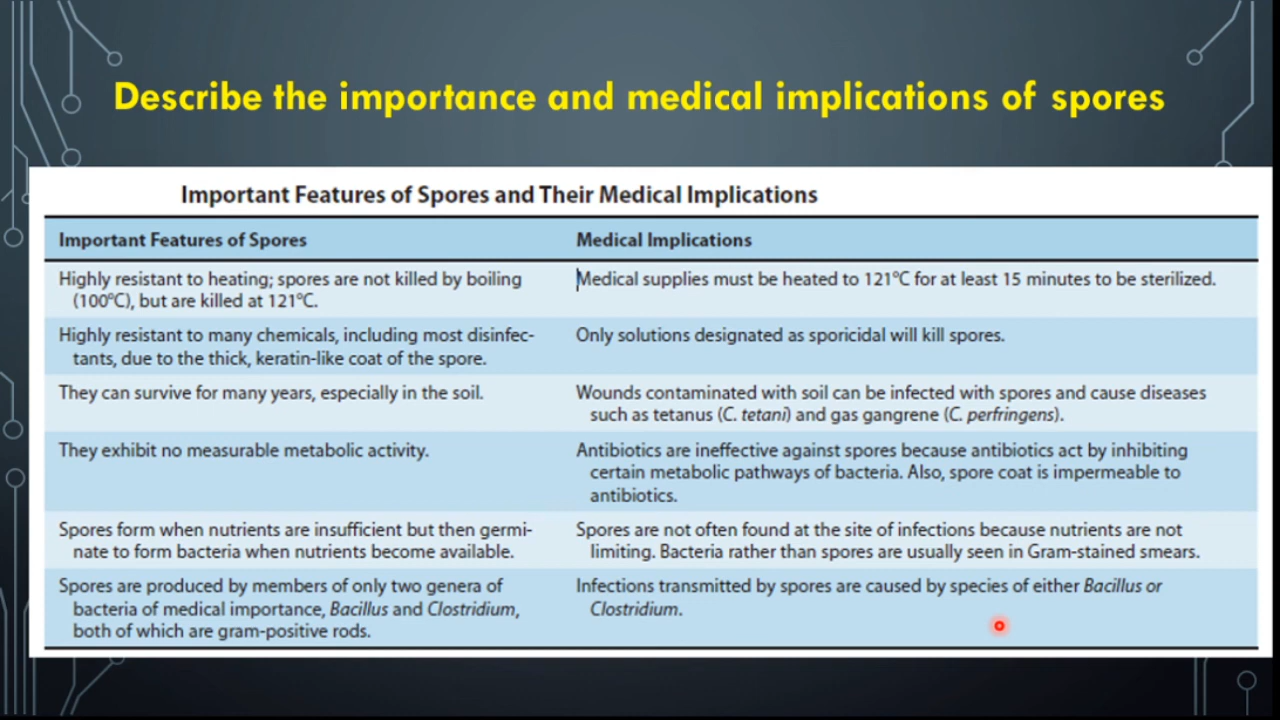 Describe the importance and medical implications of spores
Important Features of Spores and Their Medical Implications
Important Features of Spores
Medical Implications
Highly resistant to heating; spores are not killed by boiling
(100°C), but are killed at 121°C.
Medical supplies must be heated to 121°C for at least 15 minutes to be sterilized.
Highly resistant to many chemicals, including most disinfec-
tants, due to the thick, keratin-like coat of the spore.
Only solutions designated as sporicidal will kill spores.
They can survive for many years, especially in the soil.
Wounds contaminated with soil can be infected with spores and cause diseases
such as tetanus (C. tetani) and gas gangrene (C. perfringens).
They exhibit no measurable metabolic activity.
Antibiotics are ineffective against spores because antibiotics act by inhibiting
certain metabolic pathways of bacteria. Also, spore coat is impermeable to
antibiotics.
Spores form when nutrients are insufficient but then germi-
nate to form bacteria when nutrients become available.
Spores are not often found at the site of infections because nutrients are not
limiting. Bacteria rather than spores are usually seen in Gram-stained smears.
Spores are produced by members of only two genera of
bacteria of medical importance, Bacillus and Clostridium,
both of which are gram-positive rods.
Infections transmitted by spores are caused by species of either Bacillus or
Clostridium.